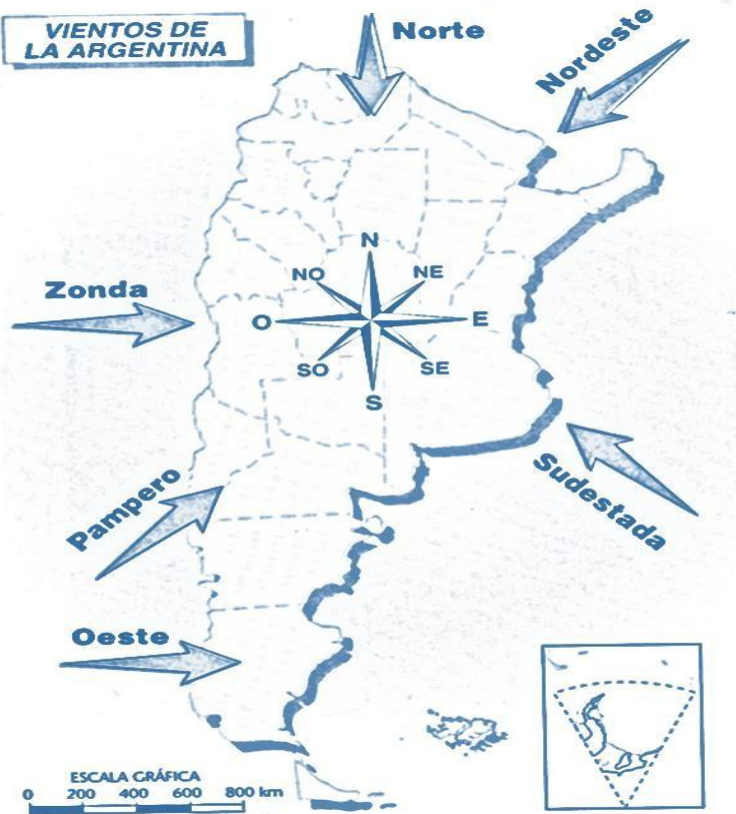 VIENTOS DE
LA ARGENTINA
Norte
Nordeste
N
NO
NE
Zonda
O
E
SO
SE
S
Pampero
Sudestada
Oeste
ESCALA GRÁFICA
0 200 400 600 800 km